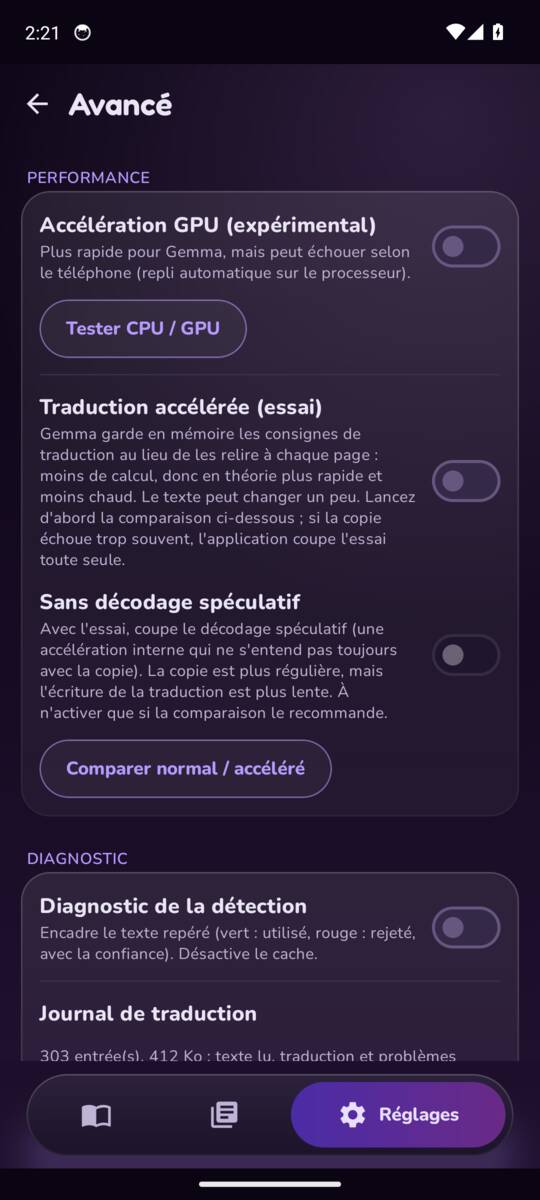 2:21
Avancé
PERFORMANCE
Accélération GPU (expérimental)
Plus rapide pour Gemma, mais peut échouer selon
le téléphone (repli automatique sur le processeur).
Tester CPU / GPU
Traduction accélérée (essai)
Gemma garde en mémoire les consignes de
traduction au lieu de les relire à chaque page :
moins de calcul, donc en théorie plus rapide et
moins chaud. Le texte peut changer un peu. Lancez
d'abord la comparaison ci-dessous ; si la copie
échoue trop souvent, l'application coupe l'essai
toute seule.
Sans décodage spéculatif
Avec l'essai, coupe le décodage spéculatif (une
accélération interne qui ne s'entend pas toujours
avec la copie). La copie est plus régulière, mais
l'écriture de la traduction est plus lente. À
n'activer que si la comparaison le recommande.
Comparer normal / accéléré
DIAGNOSTIC
Diagnostic de la détection
Encadre le texte repéré (vert : utilisé, rouge : rejeté,
avec la confiance). Désactive le cache.
Journal de traduction
303 entrée(s), 412 Ko : texte lu, traduction et problèmes
Réglages